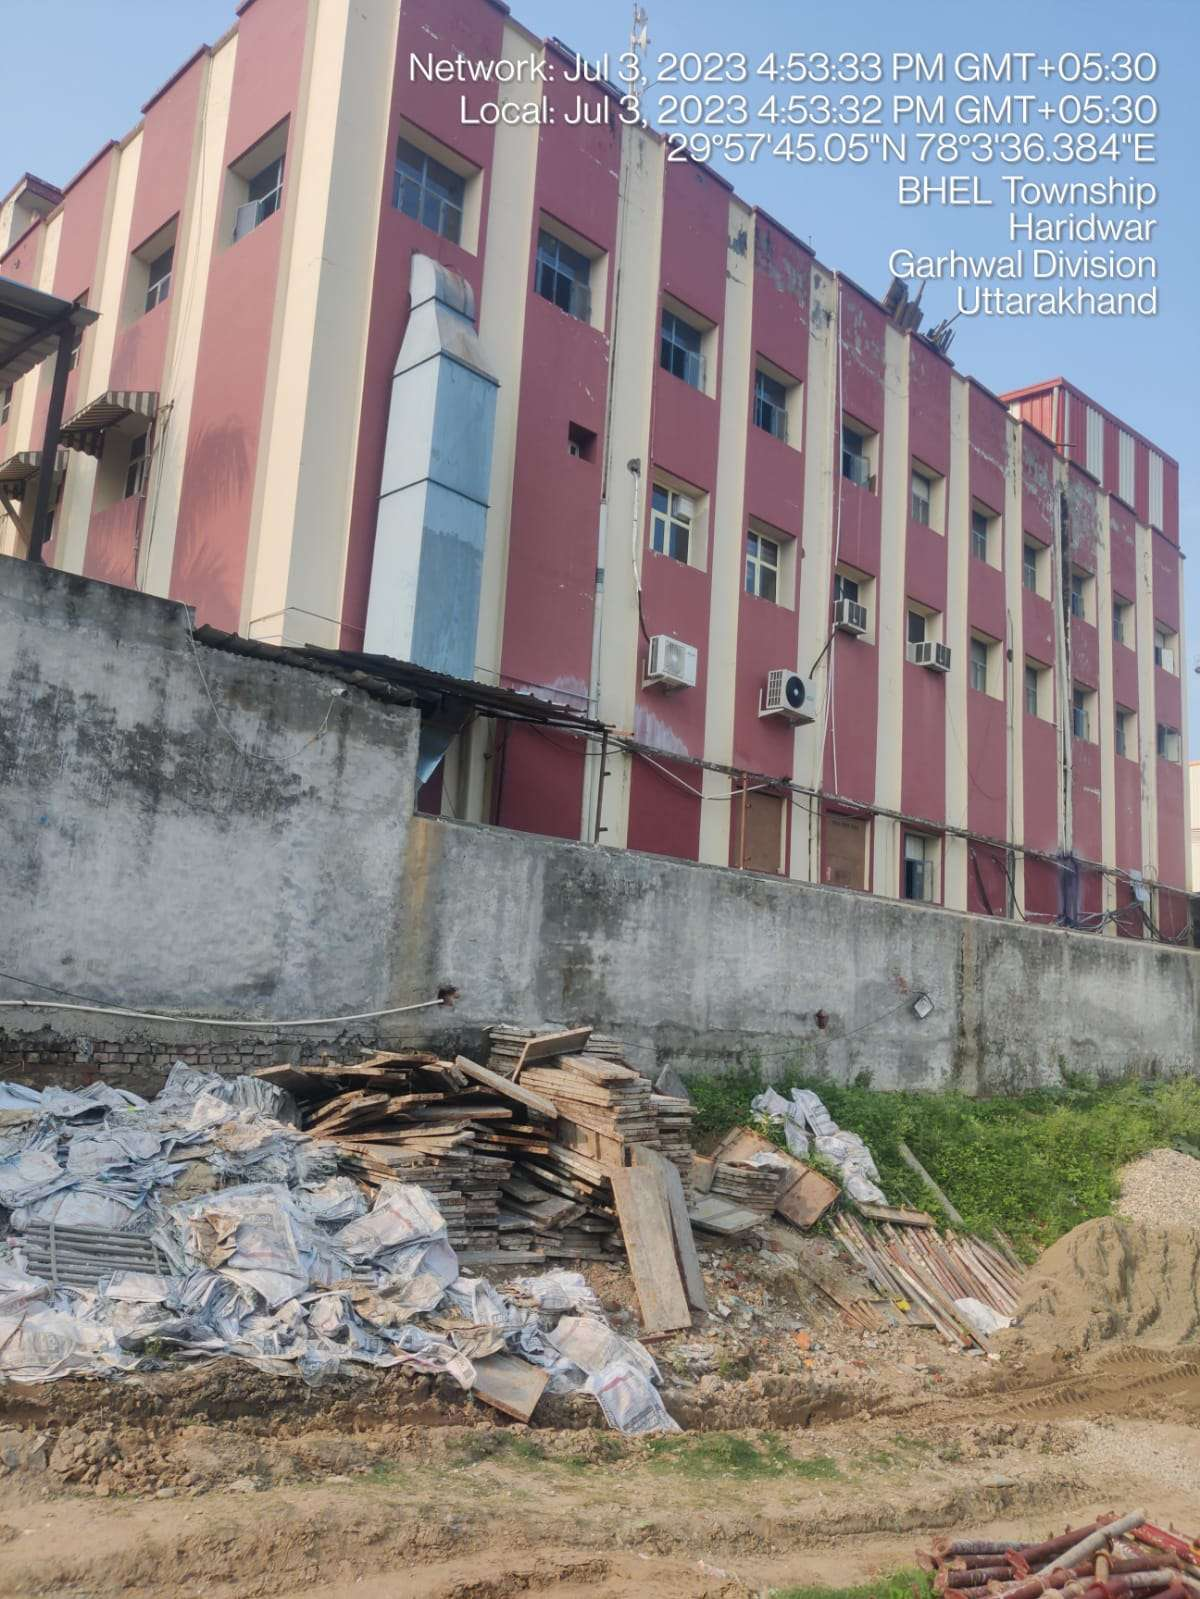 Network: Jul 3, 2023 4:53:33 PM GMT+05:30
Local: Jul 3, 2023 4:53:32 PM GMT+05:30
29°57'45.05"N 78°3'36.384"E
BHEL Township
Haridwar
Garhwal Division
Uttarakhand